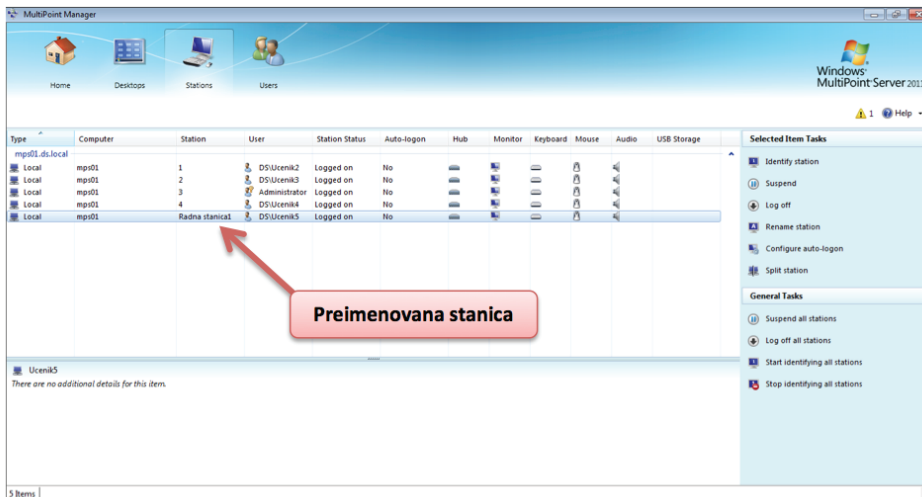 MultiPoint Manager
Home Desktops Stations Users
Windows
MultiPoint Server 2011
1 Help
Type Computer Station User Station Status Auto-logon Hub Monitor Keyboard Mouse Audio USB Storage
mps01.ds.local
Local mps01 1 DS\Ucenik2 Logged on No
Local mps01 2 DS\Ucenik3 Logged on No
Local mps01 3 Administrator Logged on No
Local mps01 4 DS\Ucenik4 Logged on No
Local mps01 Radna stanica1 DS\Ucenik5 Logged on No
Preimenovana stanica
Ucenik5
There are no additional details for this item.
Selected Item Tasks
Identify station
Suspend
Log off
Rename station
Configure auto-logon
Split station
General Tasks
Suspend all stations
Log off all stations
Start identifying all stations
Stop identifying all stations
5 Items